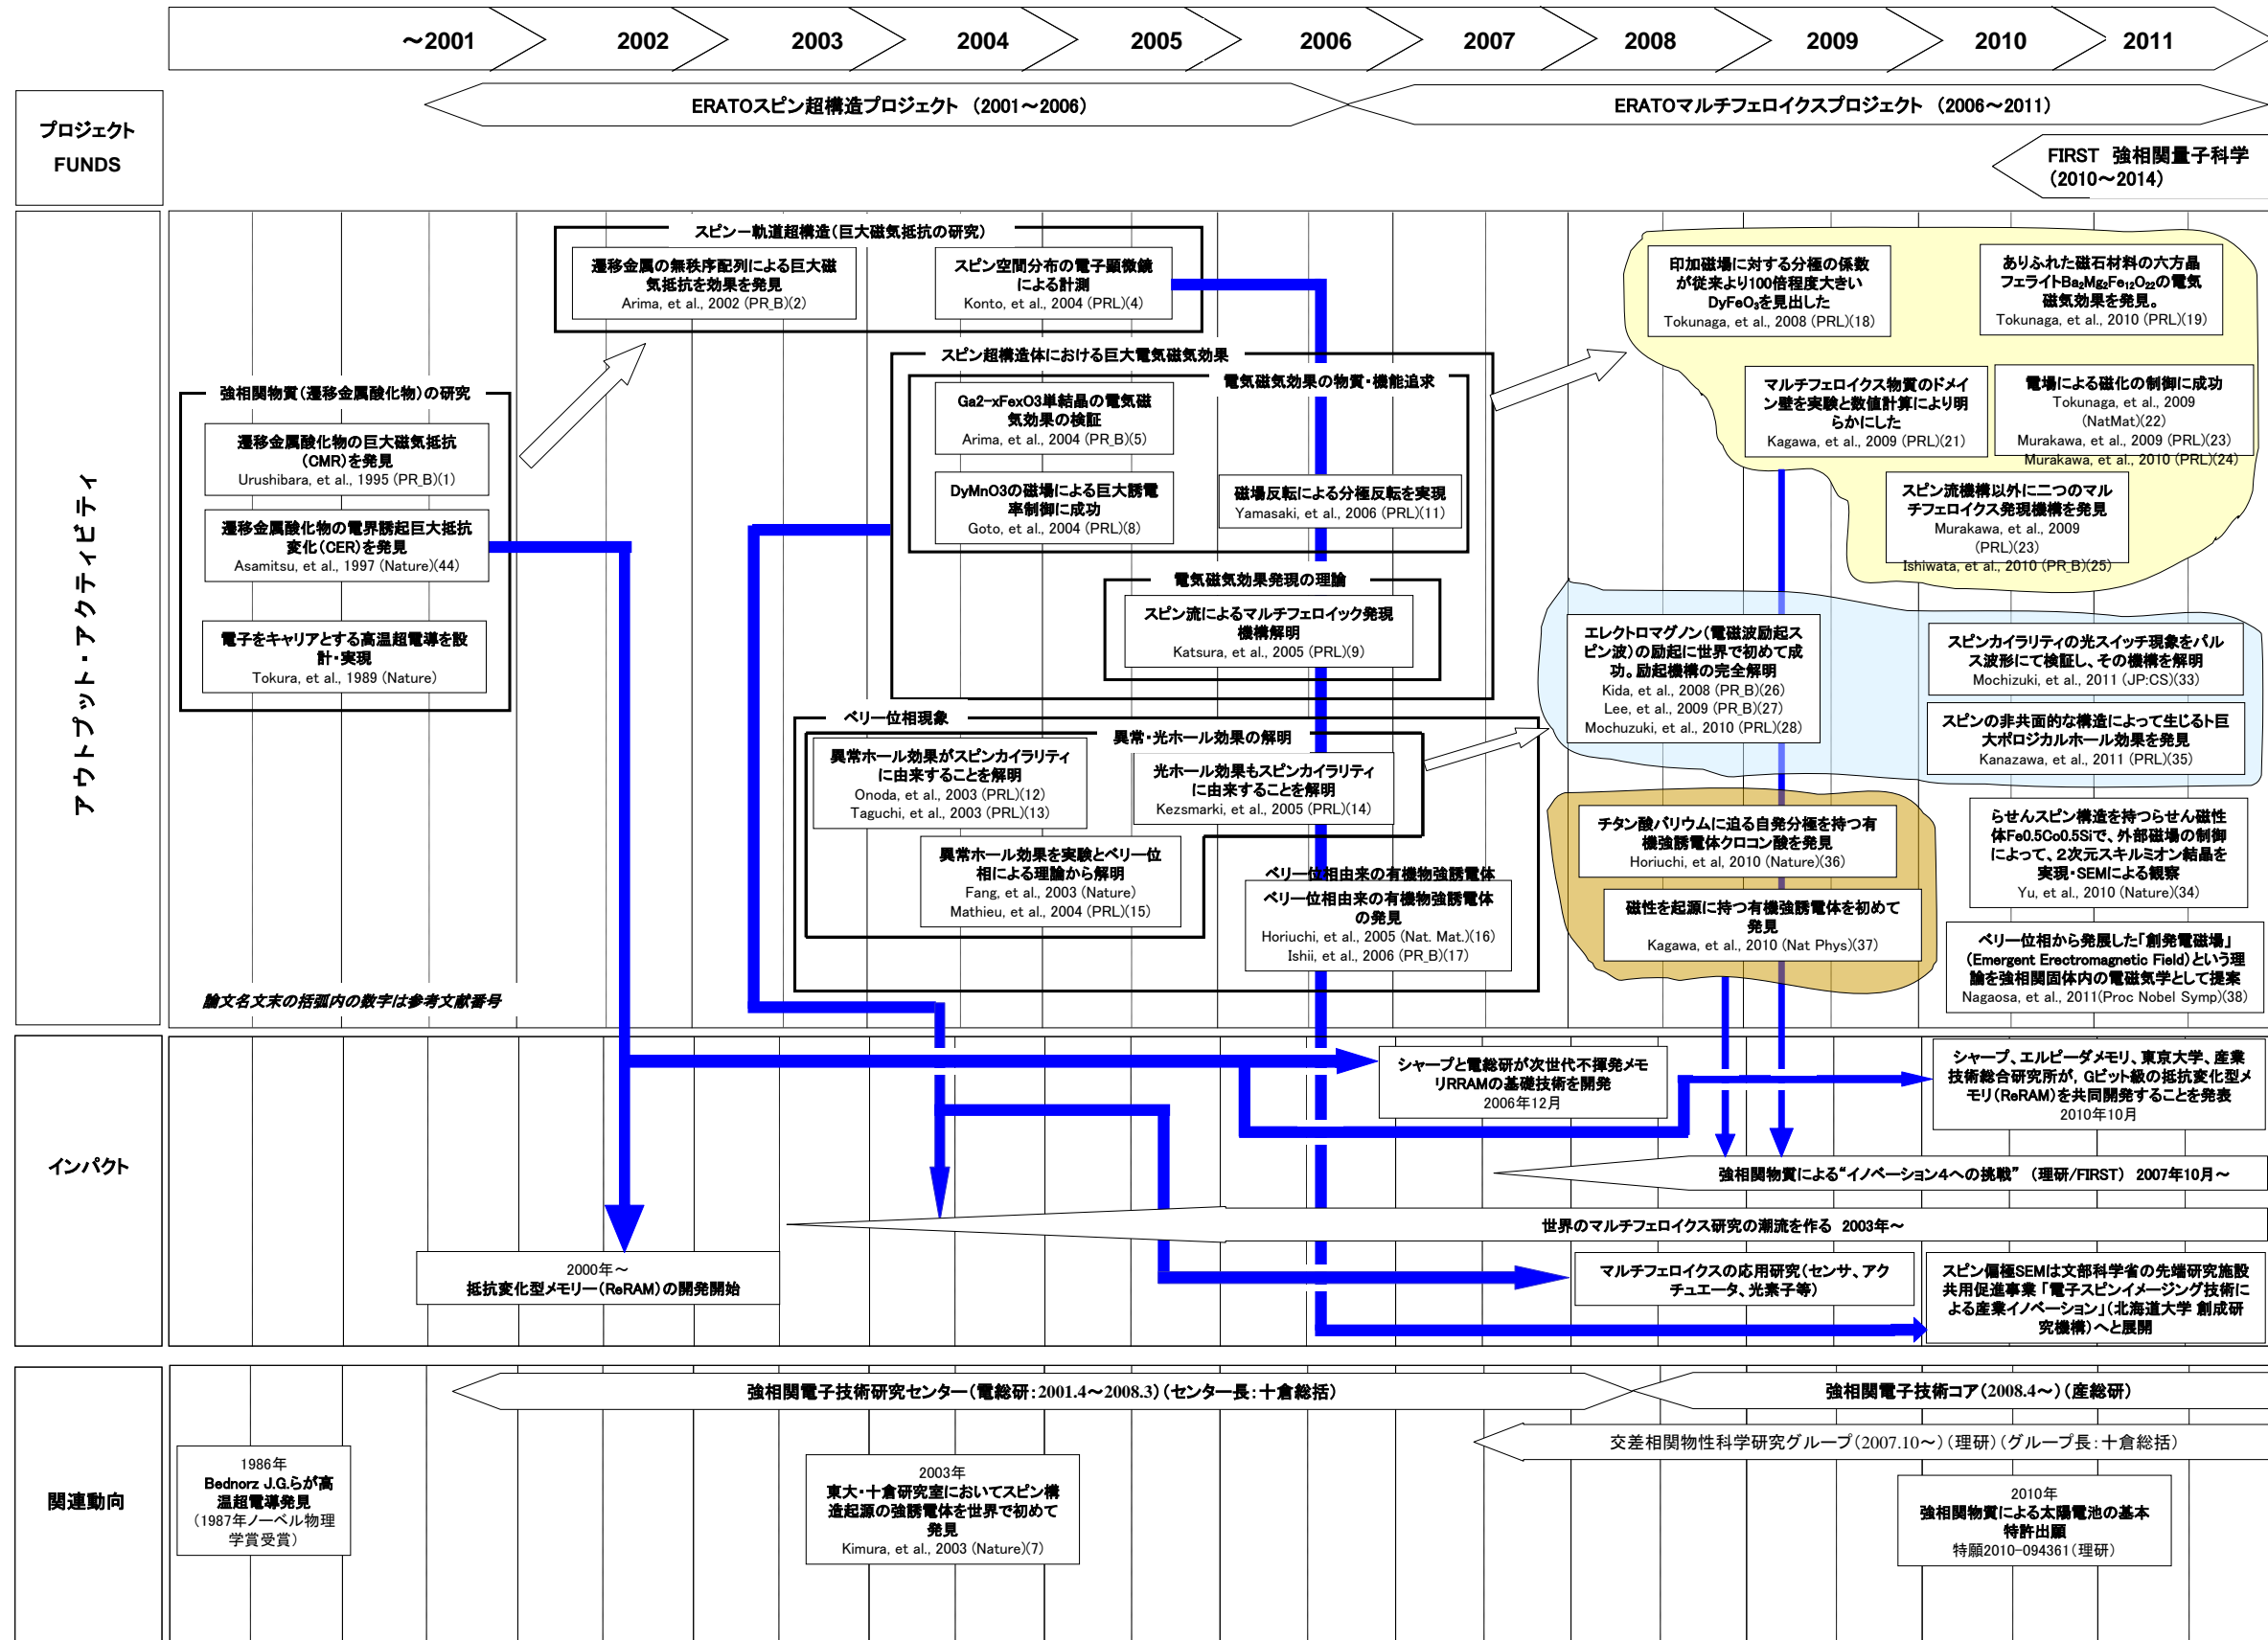 ～2001
2002
2003
2004
2005
2006
2007
2008
2009
2010
2011
プロジェクト
FUNDS
ERATOスピン超構造プロジェクト （2001～2006）
ERATOマルチフェロイクスプロジェクト （2006～2011）
FIRST 強相関量子科学
（2010～2014）
アウトプット・アクティビティ
強相関物質（遷移金属酸化物）の研究
遷移金属酸化物の巨大磁気抵抗
（CMR）を発見
Urushibara, et al., 1995 (PR_B)(1)
遷移金属酸化物の電界誘起巨大抵抗
変化（CER）を発見
Asamitsu, et al., 1997 (Nature)(44)
電子をキャリアとする高温超電導を設
計・実現
Tokura, et al., 1989 (Nature)
論文名文末の括弧内の数字は参考文献番号
スピンー軌道超構造（巨大磁気抵抗の研究）
遷移金属の無秩序配列による巨大磁
気抵抗を効果を発見
Arima, et al., 2002 (PR_B)(2)
スピン空間分布の電子顕微鏡
による計測
Konto, et al., 2004 (PRL)(4)
スピン超構造体における巨大電気磁気効果
電気磁気効果の物質・機能追求
Ga2-xFexO3単結晶の電気磁
気効果の検証
Arima, et al., 2004 (PR_B)(5)
DyMnO3の磁場による巨大誘電
率制御に成功
Goto, et al., 2004 (PRL)(8)
磁場反転による分極反転を実現
Yamasaki, et al., 2006 (PRL)(11)
電気磁気効果発現の理論
スピン流によるマルチフェロイック発現
機構解明
Katsura, et al., 2005 (PRL)(9)
ベリー位相現象
異常・光ホール効果の解明
異常ホール効果がスピンカイラリティ
に由来することを解明
Onoda, et al., 2003 (PRL)(12)
Taguchi, et al., 2003 (PRL)(13)
光ホール効果もスピンカイラリティ
に由来することを解明
Kezsmarki, et al., 2005 (PRL)(14)
異常ホール効果を実験とベリー位
相による理論から解明
Fang, et al., 2003 (Nature)
Mathieu, et al., 2004 (PRL)(15)
ベリー位相由来の有機物強誘電体
ベリー位相由来の有機物強誘電体
の発見
Horiuchi, et al., 2005 (Nat. Mat.)(16)
Ishii, et al., 2006 (PR_B)(17)
印加磁場に対する分極の係数
が従来より100倍程度大きい
DyFeO₃を見出した
Tokunaga, et al., 2008 (PRL)(18)
ありふれた磁石材料の六方晶
フェライトBa₂Mg₂Fe₁₂O₂₂の電気
磁気効果を発見。
Tokunaga, et al., 2010 (PRL)(19)
マルチフェロイクス物質のドメイ
ン壁を実験と数値計算により明
らかにした
Kagawa, et al., 2009 (PRL)(21)
電場による磁化の制御に成功
Tokunaga, et al., 2009
(NatMat)(22)
Murakawa, et al., 2009 (PRL)(23)
Murakawa, et al., 2010 (PRL)(24)
スピン流機構以外に二つのマル
チフェロイクス発現機構を発見
Murakawa, et al., 2009
(PRL)(23)
Ishiwata, et al., 2010 (PR_B)(25)
エレクトロマグノン（電磁波励起ス
ピン波）の励起に世界で初めて成
功。励起機構の完全解明
Kida, et al., 2008 (PR_B)(26)
Lee, et al., 2009 (PR_B)(27)
Mochuzuki, et al., 2010 (PRL)(28)
スピンカイラリティの光スイッチ現象をパル
ス波形にて検証し、その機構を解明
Mochizuki, et al., 2011 (JP:CS)(33)
スピンの非共面的な構造によって生じるト巨
大ポロジカルホール効果を発見
Kanazawa, et al., 2011 (PRL)(35)
チタン酸バリウムに迫る自発分極を持つ有
機強誘電体クロコン酸を発見
Horiuchi, et al, 2010 (Nature)(36)
磁性を起源に持つ有機強誘電体を初めて
発見
Kagawa, et al., 2010 (Nat Phys)(37)
らせんスピン構造を持つらせん磁性
体Fe0.5Co0.5Siで、外部磁場の制御
によって、２次元スキルミオン結晶を
実現・SEMによる観察
Yu, et al., 2010 (Nature)(34)
ベリー位相から発展した「創発電磁場」
（Emergent Erectromagnetic Field）という理
論を強相関固体内の電磁気学として提案
Nagaosa, et al., 2011(Proc Nobel Symp)(38)
インパクト
シャープと電総研が次世代不揮発メモ
リRRAMの基礎技術を開発
2006年12月
シャープ、エルピーダメモリ、東京大学、産業
技術総合研究所が，Gビット級の抵抗変化型メ
モリ（ReRAM）を共同開発することを発表
2010年10月
強相関物質による“イノベーション４への挑戦” （理研/FIRST） 2007年10月～
世界のマルチフェロイクス研究の潮流を作る 2003年～
2000年～
抵抗変化型メモリー（ReRAM）の開発開始
マルチフェロイクスの応用研究（センサ、アク
チュエータ、光素子等）
スピン偏極SEMは文部科学省の先端研究施設
共用促進事業「電子スピンイメージング技術に
よる産業イノベーション」（北海道大学 創成研
究機構）へと展開
関連動向
強相関電子技術研究センター（電総研：2001.4～2008.3）（センター長：十倉総括）
強相関電子技術コア（2008.4～）（産総研）
交差相関物性科学研究グループ（2007.10～）（理研）（グループ長：十倉総括）
1986年
Bednorz J.G.らが高
温超電導発見
（1987年ノーベル物理
学賞受賞）
2003年
東大・十倉研究室においてスピン構
造起源の強誘電体を世界で初めて
発見
Kimura, et al., 2003 (Nature)(7)
2010年
強相関物質による太陽電池の基本
特許出願
特願2010-094361（理研）